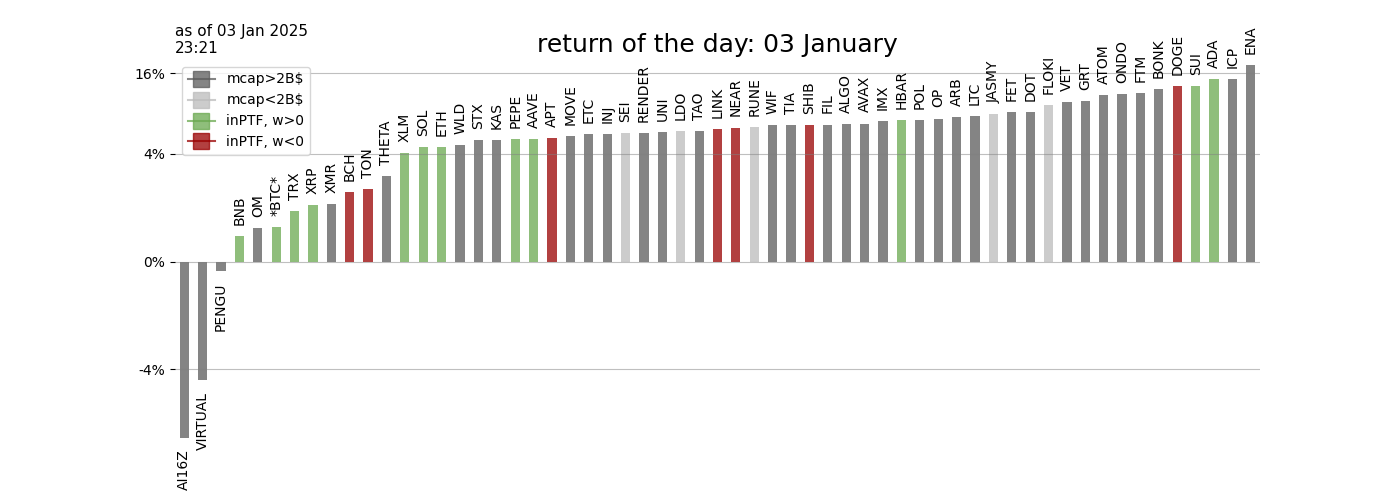 as of 03 Jan 2025
23:21
return of the day: 03 January
mcap>2B$
mcap<2B$
inPTF, w>0
inPTF, w<0
16%
4%
0%
-4%
AI16Z
VIRTUAL
PENGU
BNB
OM
*BTC*
TRX
XRP
XMR
BCH
TON
THETA
XLM
SOL
ETH
WLD
STX
KAS
PEPE
AAVE
APT
MOVE
ETC
INJ
SEI
RENDER
UNI
LDO
TAO
LINK
NEAR
RUNE
WIF
TIA
SHIB
FIL
ALGO
AVAX
IMX
HBAR
POL
OP
ARB
LTC
JASMY
FET
DOT
FLOKI
VET
GRT
ATOM
ONDO
FTM
BONK
DOGE
SUI
ADA
ICP
ENA